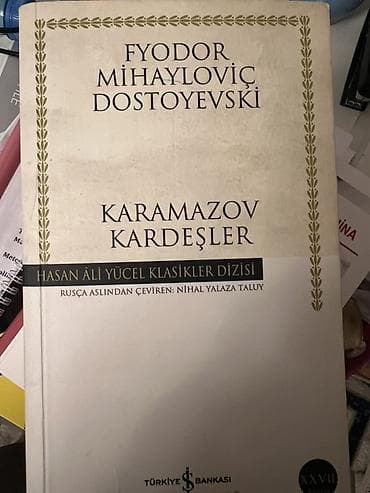 FYODOR
MİHAYLOVİÇ
DOSTOYEVSKİ
KARAMAZOV
KARDEŞLER
HASAN ÂLİ YÜCEL KLASİKLER DİZİSİ
RUSÇA ASLINDAN ÇEVİREN: NİHAL YALAZA TALUY
TÜRKİYE İŞ BANKASI